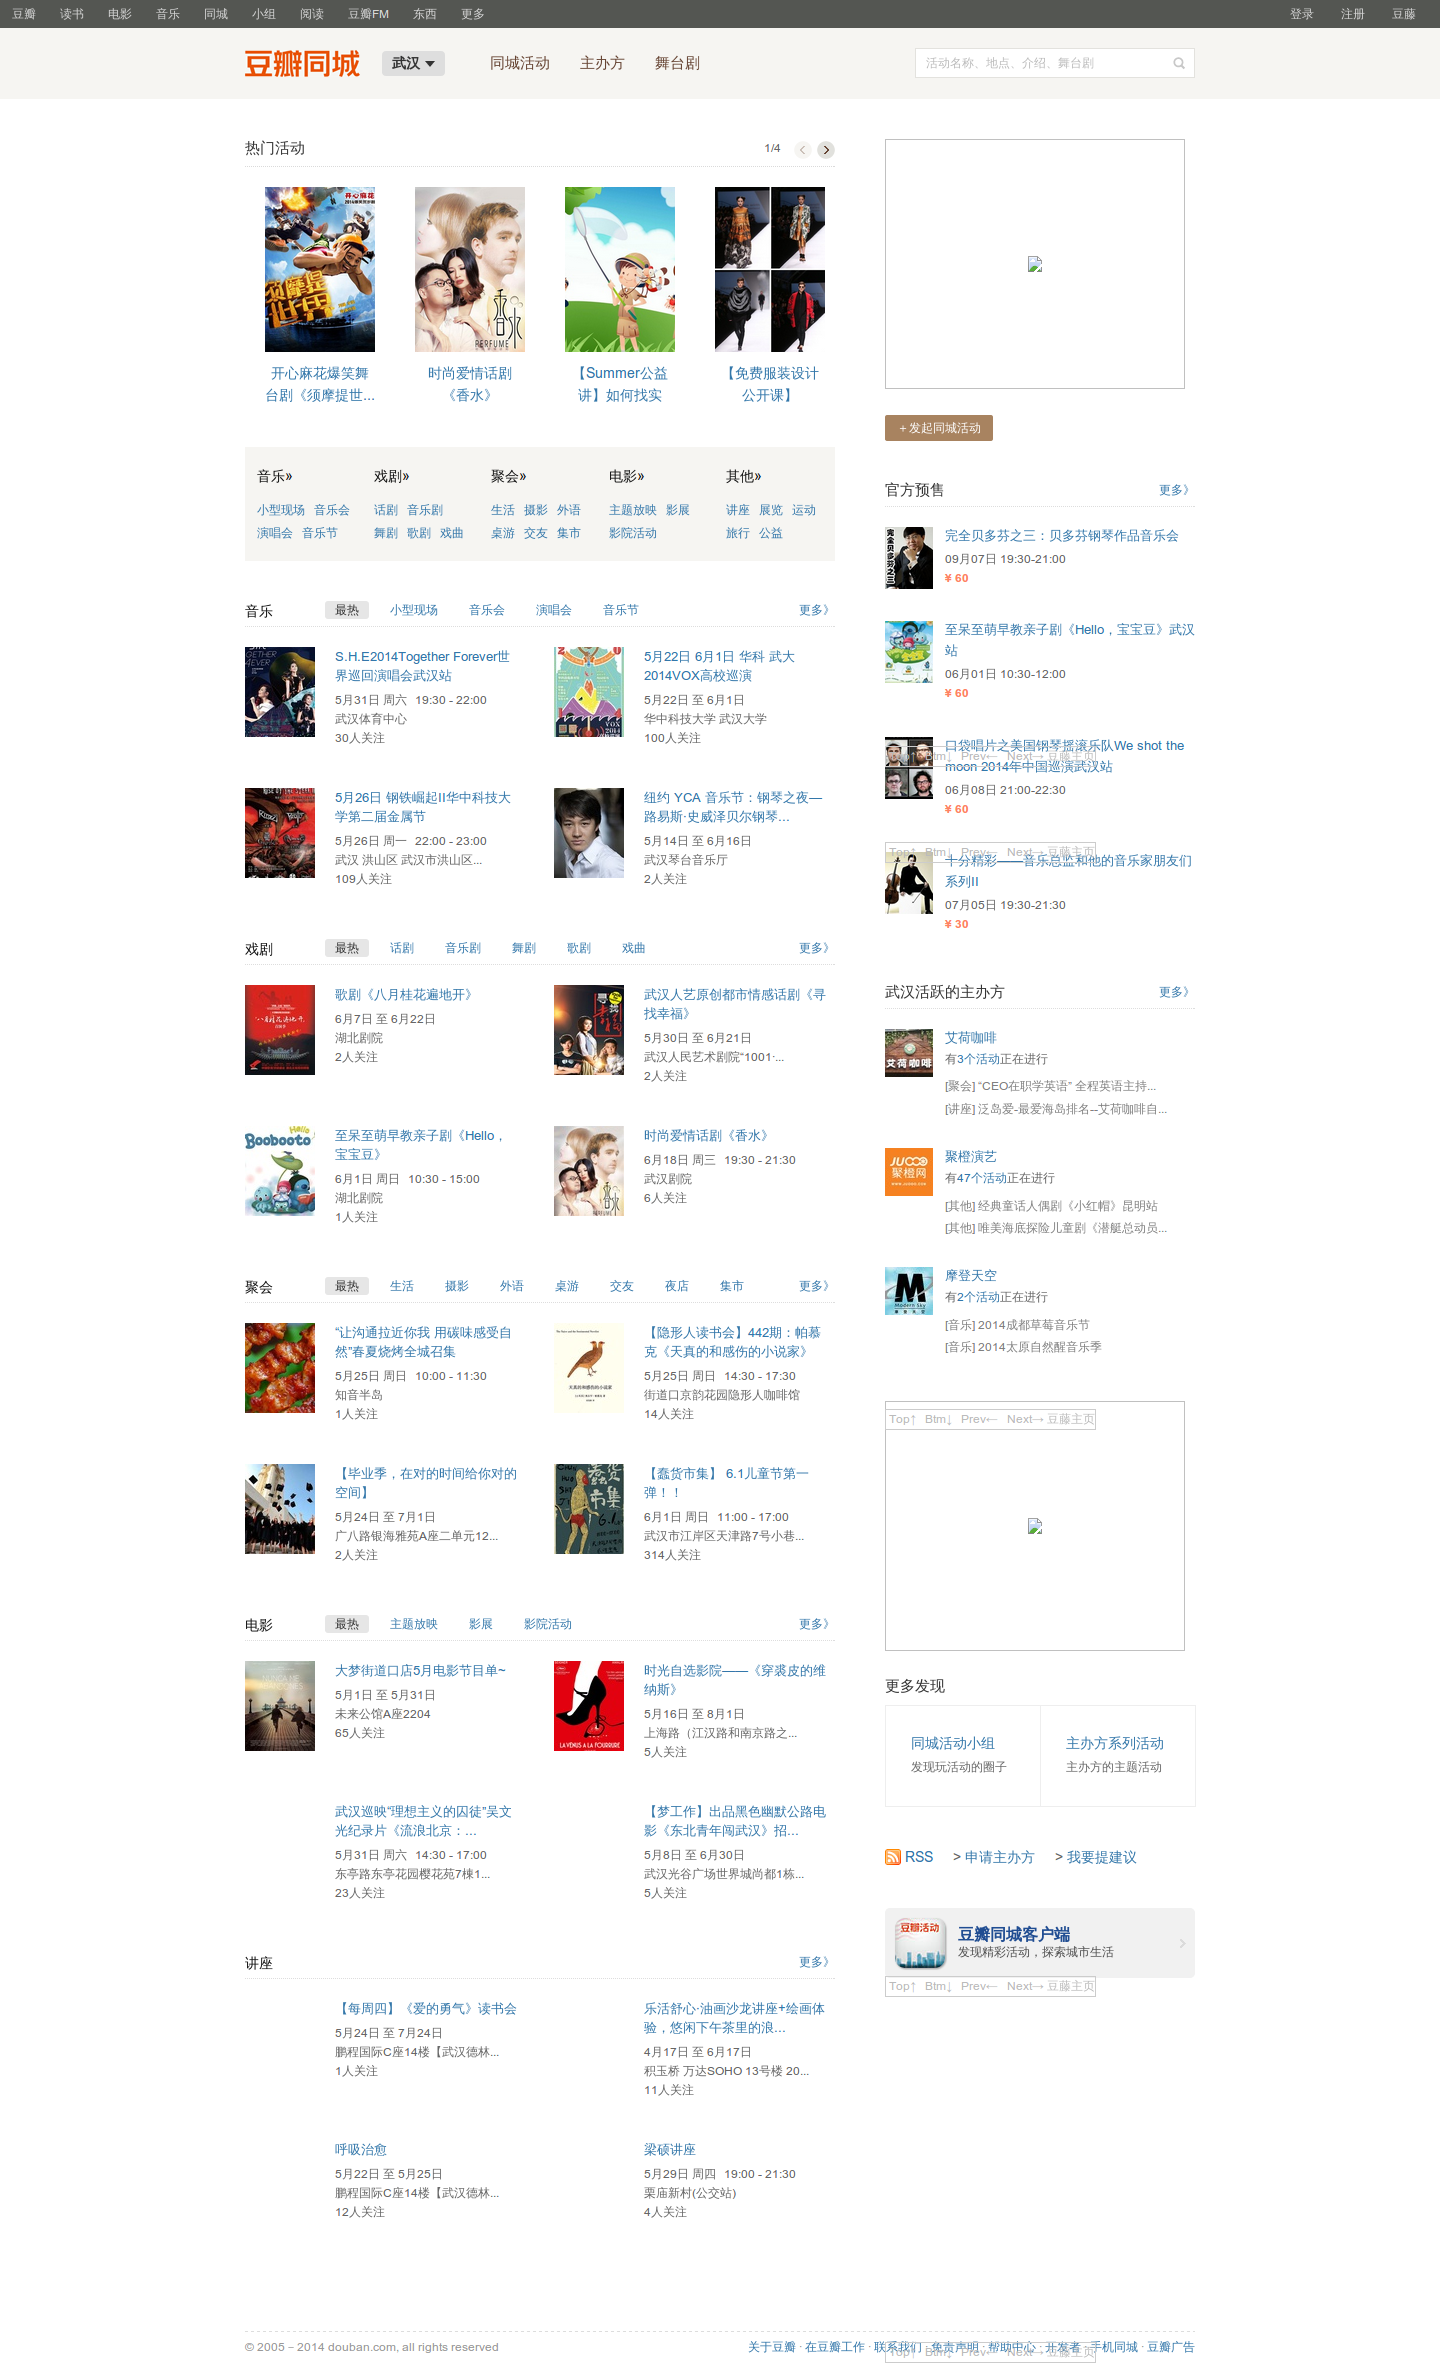 豆瓣 读书 电影 音乐 同城 小组 阅读 豆瓣FM 东西 更多 登录 注册 豆藤
豆瓣同城 武汉 同城活动 主办方 舞台剧 活动名称、地点、介绍、舞台剧
热门活动 1/4
开心麻花爆笑舞
台剧《须摩提世...
时尚爱情话剧
《香水》
【Summer公益
讲】如何找实
【免费服装设计
公开课】
音乐» 戏剧» 聚会» 电影» 其他»
小型现场 音乐会 话剧 音乐剧 生活 摄影 外语 主题放映 影展 讲座 展览 运动
演唱会 音乐节 舞剧 歌剧 戏曲 桌游 交友 集市 影院活动 旅行 公益
音乐 最热 小型现场 音乐会 演唱会 音乐节 更多》
S.H.E2014Together Forever世
界巡回演唱会武汉站
5月31日 周六 19:30 - 22:00
武汉体育中心
30人关注
5月22日 6月1日 华科 武大
2014VOX高校巡演
5月22日 至 6月1日
华中科技大学 武汉大学
100人关注
5月26日 钢铁崛起II华中科技大
学第二届金属节
5月26日 周一 22:00 - 23:00
武汉 洪山区 武汉市洪山区...
109人关注
纽约 YCA 音乐节：钢琴之夜—
路易斯·史威泽贝尔钢琴...
5月14日 至 6月16日
武汉琴台音乐厅
2人关注
戏剧 最热 话剧 音乐剧 舞剧 歌剧 戏曲 更多》
歌剧《八月桂花遍地开》
6月7日 至 6月22日
湖北剧院
2人关注
武汉人艺原创都市情感话剧《寻
找幸福》
5月30日 至 6月21日
武汉人民艺术剧院“1001·...
2人关注
至呆至萌早教亲子剧《Hello，
宝宝豆》
6月1日 周日 10:30 - 15:00
湖北剧院
1人关注
时尚爱情话剧《香水》
6月18日 周三 19:30 - 21:30
武汉剧院
6人关注
聚会 最热 生活 摄影 外语 桌游 交友 夜店 集市 更多》
“让沟通拉近你我 用碳味感受自
然”春夏烧烤全城召集
5月25日 周日 10:00 - 11:30
知音半岛
1人关注
【隐形人读书会】442期：帕慕
克《天真的和感伤的小说家》
5月25日 周日 14:30 - 17:30
街道口京韵花园隐形人咖啡馆
14人关注
【毕业季，在对的时间给你对的
空间】
5月24日 至 7月1日
广八路银海雅苑A座二单元12...
2人关注
【蠢货市集】 6.1儿童节第一
弹！！
6月1日 周日 11:00 - 17:00
武汉市江岸区天津路7号小巷...
314人关注
电影 最热 主题放映 影展 影院活动 更多》
大梦街道口店5月电影节目单~
5月1日 至 5月31日
未来公馆A座2204
65人关注
时光自选影院——《穿裘皮的维
纳斯》
5月16日 至 8月1日
上海路（江汉路和南京路之...
5人关注
武汉巡映“理想主义的囚徒”吴文
光纪录片《流浪北京：...
5月31日 周六 14:30 - 17:00
东亭路东亭花园樱花苑7栋1...
23人关注
【梦工作】出品黑色幽默公路电
影《东北青年闯武汉》招...
5月8日 至 6月30日
武汉光谷广场世界城尚都1栋...
5人关注
讲座 更多》
【每周四】《爱的勇气》读书会
5月24日 至 7月24日
鹏程国际C座14楼【武汉德林...
1人关注
乐活舒心·油画沙龙讲座+绘画体
验，悠闲下午茶里的浪...
4月17日 至 6月17日
积玉桥 万达SOHO 13号楼 20...
11人关注
呼吸治愈
5月22日 至 5月25日
鹏程国际C座14楼【武汉德林...
12人关注
梁硕讲座
5月29日 周四 19:00 - 21:30
栗庙新村(公交站)
4人关注
+ 发起同城活动
官方预售 更多》
完全贝多芬之三：贝多芬钢琴作品音乐会
09月07日 19:30-21:00
¥ 60
至呆至萌早教亲子剧《Hello，宝宝豆》武汉
站
06月01日 10:30-12:00
¥ 60
口袋唱片之美国钢琴摇滚乐队We shot the
moon 2014年中国巡演武汉站
Top↑ Btm↓ Prev← Next→ 豆藤主页
06月08日 21:00-22:30
¥ 60
Top↑ Btm↓ Prev← Next→ 豆藤主页
十分精彩——音乐总监和他的音乐家朋友们
系列II
07月05日 19:30-21:30
¥ 30
武汉活跃的主办方 更多》
艾荷咖啡
有3个活动正在进行
[聚会] “CEO在职学英语” 全程英语主持...
[讲座] 泛岛爱-最爱海岛排名--艾荷咖啡自...
聚橙演艺
有47个活动正在进行
[其他] 经典童话人偶剧《小红帽》昆明站
[其他] 唯美海底探险儿童剧《潜艇总动员...
摩登天空
有2个活动正在进行
[音乐] 2014成都草莓音乐节
[音乐] 2014太原自然醒音乐季
Top↑ Btm↓ Prev← Next→ 豆藤主页
更多发现
同城活动小组
发现玩活动的圈子
主办方系列活动
主办方的主题活动
RSS > 申请主办方 > 我要提建议
豆瓣活动
豆瓣同城客户端
发现精彩活动，探索城市生活
Top↑ Btm↓ Prev← Next→ 豆藤主页
© 2005－2014 douban.com, all rights reserved
关于豆瓣 · 在豆瓣工作 · 联系我们 · 免责声明 · 帮助中心 · 开发者 · 手机同城 · 豆瓣广告
Top↑ Btm↓ Prev← Next→ 豆藤主页